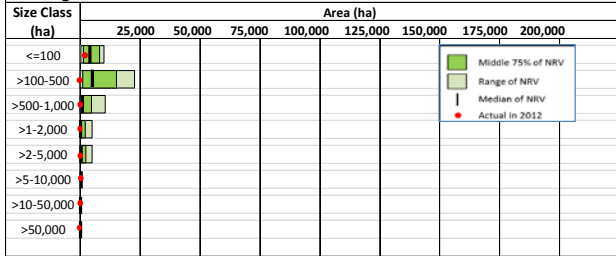 Size Class (ha)
Area (ha)
25,000 50,000 75,000 100,000 125,000 150,000 175,000 200,000
<=100
>100-500
>500-1,000
>1-2,000
>2-5,000
>5-10,000
>10-50,000
>50,000
Middle 75% of NRV
Range of NRV
Median of NRV
Actual in 2012